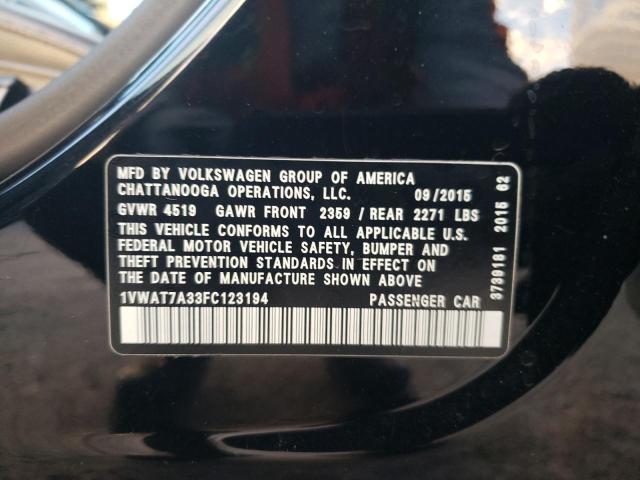 MFD BY VOLKSWAGEN GROUP OF AMERICA
CHATTANOOGA OPERATIONS, LLC. 09/2015
GVWR 4519 GAWR FRONT 2359 / REAR 2271 LBS
THIS VEHICLE CONFORMS TO ALL APPLICABLE U.S.
FEDERAL MOTOR VEHICLE SAFETY, BUMPER AND
THEFT PREVENTION STANDARDS IN EFFECT ON
THE DATE OF MANUFACTURE SHOWN ABOVE.
1VWAT7A33FC123194 PASSENGER CAR
3739181 2015 62